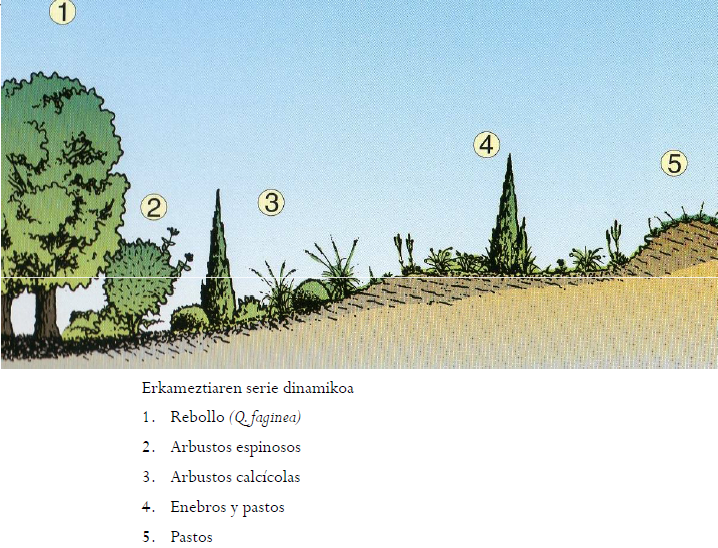 1
2
3
4
5
Erkameztiaren serie dinamikoa
1. Rebollo (Q. faginea)
2. Arbustos espinosos
3. Arbustos calcícolas
4. Enebros y pastos
5. Pastos